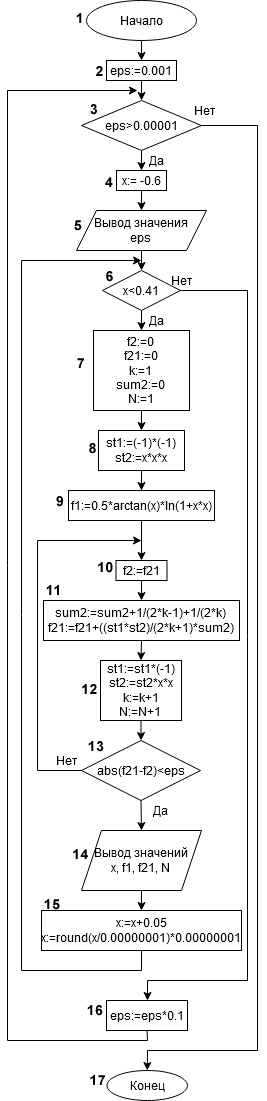 1 Начало
2 eps:=0.001
3
eps>0.00001
Нет
Да
4 x:= -0.6
5 Вывод значения
eps
6
x<0.41
Нет
Да
7 f2:=0
f21:=0
k:=1
sum2:=0
N:=1
8 st1:=(-1)*(-1)
st2:=x*x*x
9 f1:=0.5*arctan(x)*ln(1+x*x)
10 f2:=f21
11
sum2:=sum2+1/(2*k-1)+1/(2*k)
f21:=f21+((st1*st2)/(2*k+1)*sum2)
12 st1:=st1*(-1)
st2:=st2*x*x
k:=k+1
N:=N+1
13
Нет
abs(f21-f2)<eps
Да
14 Вывод значений
x, f1, f21, N
15
x:=x+0.05
x:=round(x/0.00000001)*0.00000001
16 eps:=eps*0.1
17 Конец